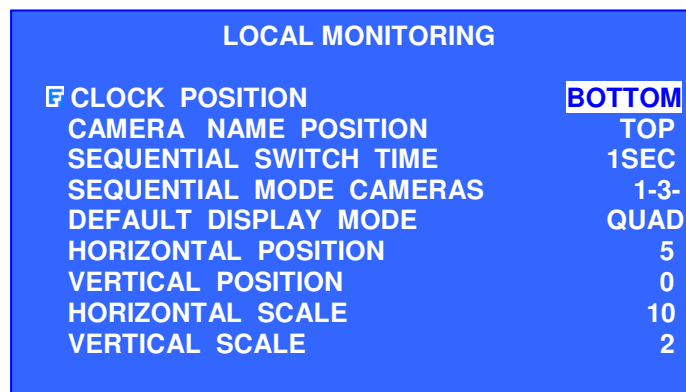 LOCAL MONITORING
CLOCK POSITION BOTTOM
CAMERA NAME POSITION TOP
SEQUENTIAL SWITCH TIME 1SEC
SEQUENTIAL MODE CAMERAS 1-3-
DEFAULT DISPLAY MODE QUAD
HORIZONTAL POSITION 5
VERTICAL POSITION 0
HORIZONTAL SCALE 10
VERTICAL SCALE 2